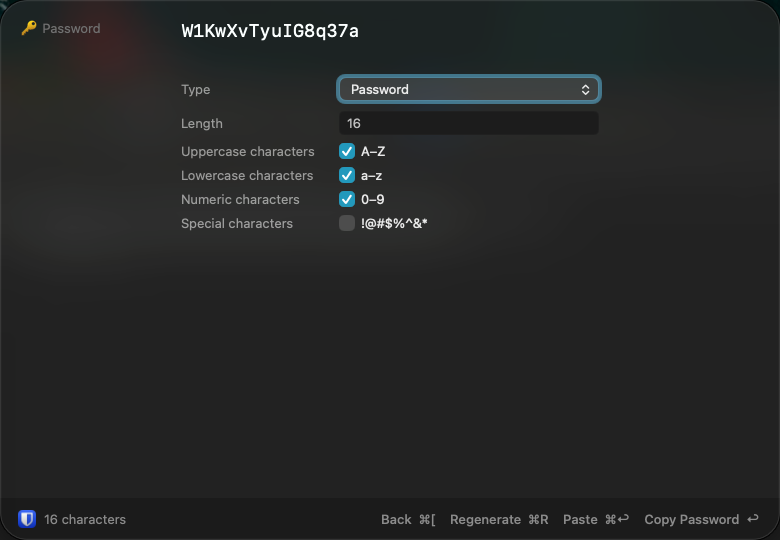 🔑 Password
W1KwXvTyuIG8q37a
Type Password
Length 16
Uppercase characters A–Z
Lowercase characters a–z
Numeric characters 0–9
Special characters !@#$%^&*
16 characters Back ⌘[ Regenerate ⌘R Paste ⌘↩ Copy Password ↩